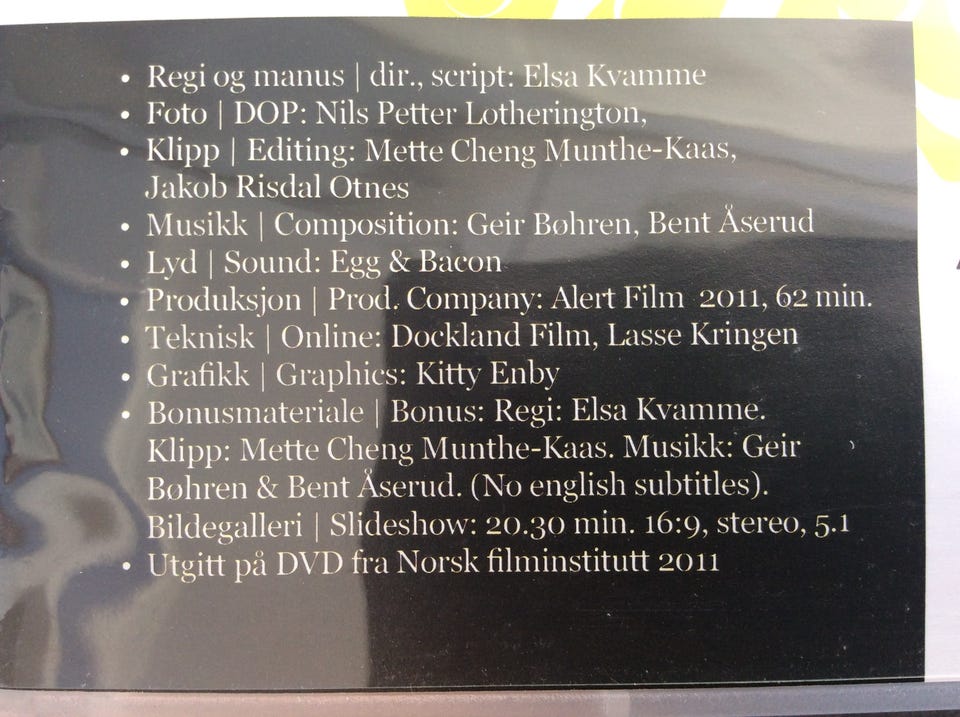 • Regi og manus | dir., script: Elsa Kvamme
• Foto | DOP: Nils Petter Lotherington,
• Klipp | Editing: Mette Cheng Munthe-Kaas,
Jakob Risdal Otnes
• Musikk | Composition: Geir Bøhren, Bent Åserud
• Lyd | Sound: Egg & Bacon
• Produksjon | Prod. Company: Alert Film 2011, 62 min.
• Teknisk | Online: Dockland Film, Lasse Kringen
• Grafikk | Graphics: Kitty Enby
• Bonusmateriale | Bonus: Regi: Elsa Kvamme.
Klipp: Mette Cheng Munthe-Kaas. Musikk: Geir
Bøhren & Bent Åserud. (No english subtitles).
Bildegalleri | Slideshow: 20.30 min. 16:9, stereo, 5.1
• Utgitt på DVD fra Norsk filminstitutt 2011